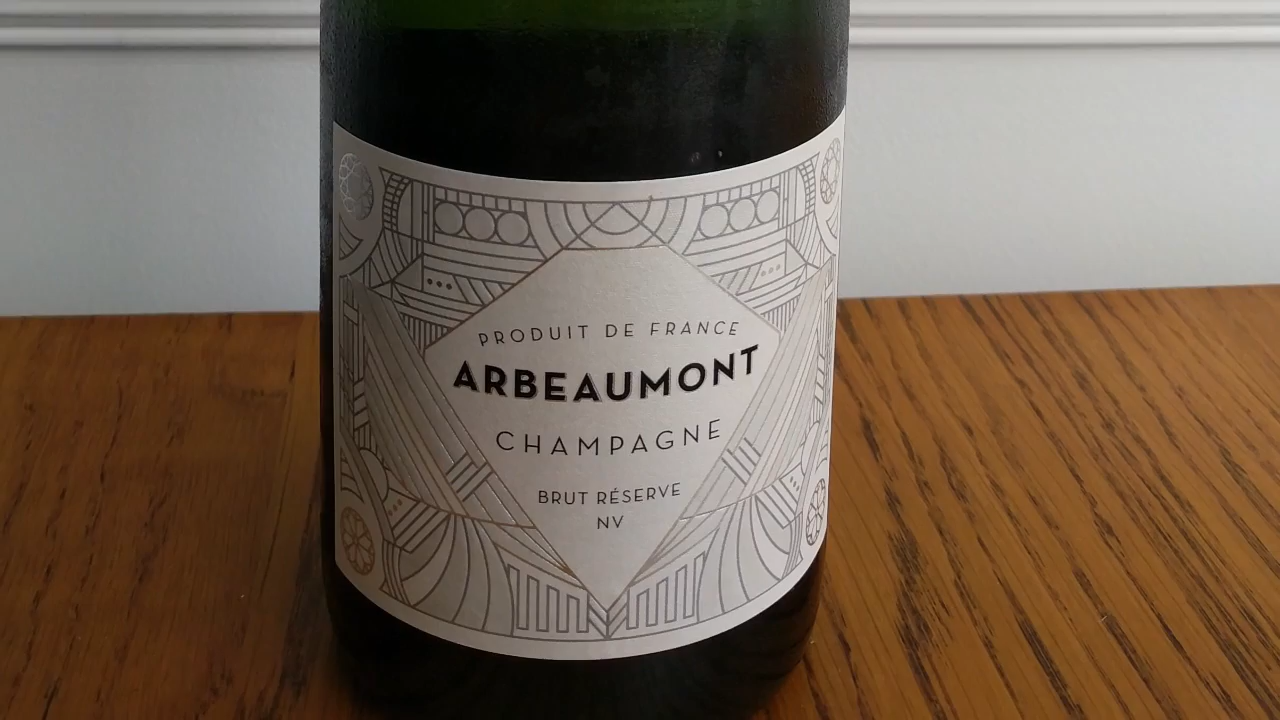 PRODUIT DE FRANCE
ARBEAUMONT
CHAMPAGNE
BRUT RÉSERVE
NV